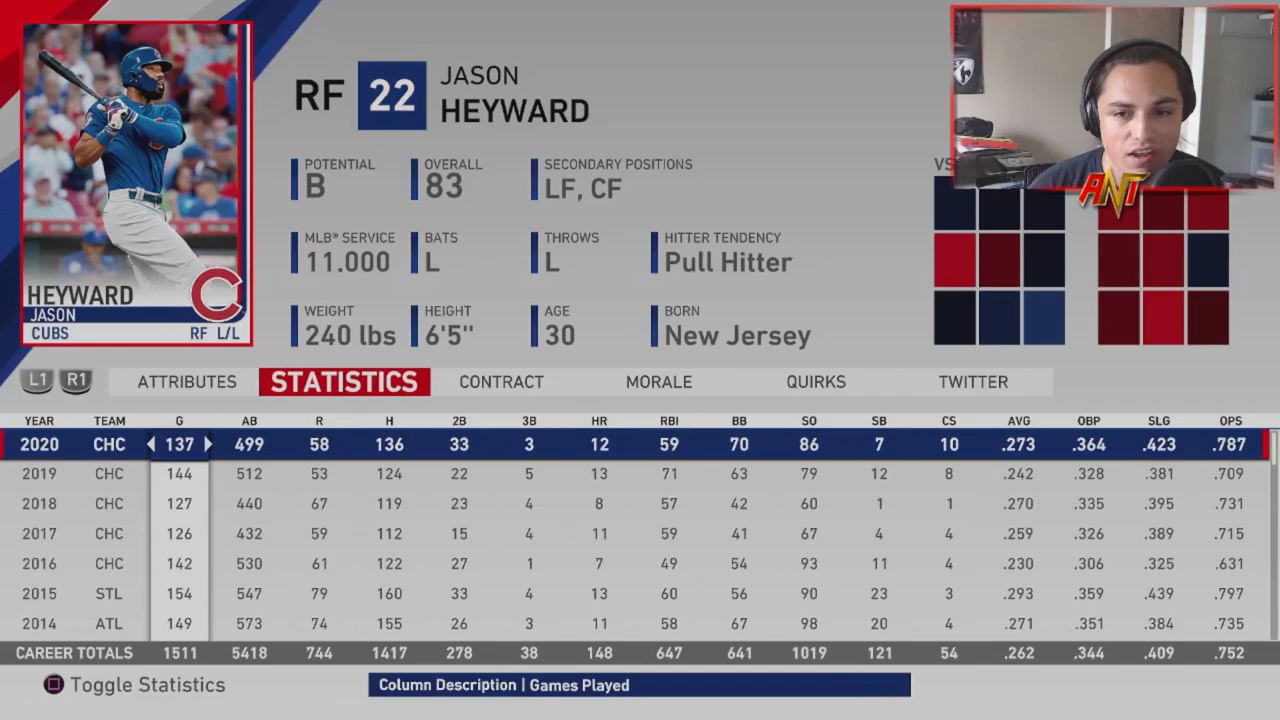 RF 22 JASON HEYWARD
POTENTIAL
B
OVERALL
83
SECONDARY POSITIONS
LF, CF
VS
ANT
MLB® SERVICE
11.000
BATS
L
THROWS
L
HITTER TENDENCY
Pull Hitter
WEIGHT
240 lbs
HEIGHT
6'5"
AGE
30
BORN
New Jersey
HEYWARD
JASON
CUBS RF L/L
C
L1 R1 ATTRIBUTES STATISTICS CONTRACT MORALE QUIRKS TWITTER
YEAR TEAM G AB R H 2B 3B HR RBI BB SO SB CS AVG OBP SLG OPS
2020 CHC 137 499 58 136 33 3 12 59 70 86 7 10 .273 .364 .423 .787
2019 CHC 144 512 53 124 22 5 13 71 63 79 12 8 .242 .328 .381 .709
2018 CHC 127 440 67 119 23 4 8 57 42 60 1 1 .270 .335 .395 .731
2017 CHC 126 432 59 112 15 4 11 59 41 67 4 4 .259 .326 .389 .715
2016 CHC 142 530 61 122 27 1 7 49 54 93 11 4 .230 .306 .325 .631
2015 STL 154 547 79 160 33 4 13 60 56 90 23 3 .293 .359 .439 .797
2014 ATL 149 573 74 155 26 3 11 58 67 98 20 4 .271 .351 .384 .735
CAREER TOTALS 1511 5418 744 1417 278 38 148 647 641 1019 121 54 .262 .344 .409 .752
Toggle Statistics
Column Description | Games Played